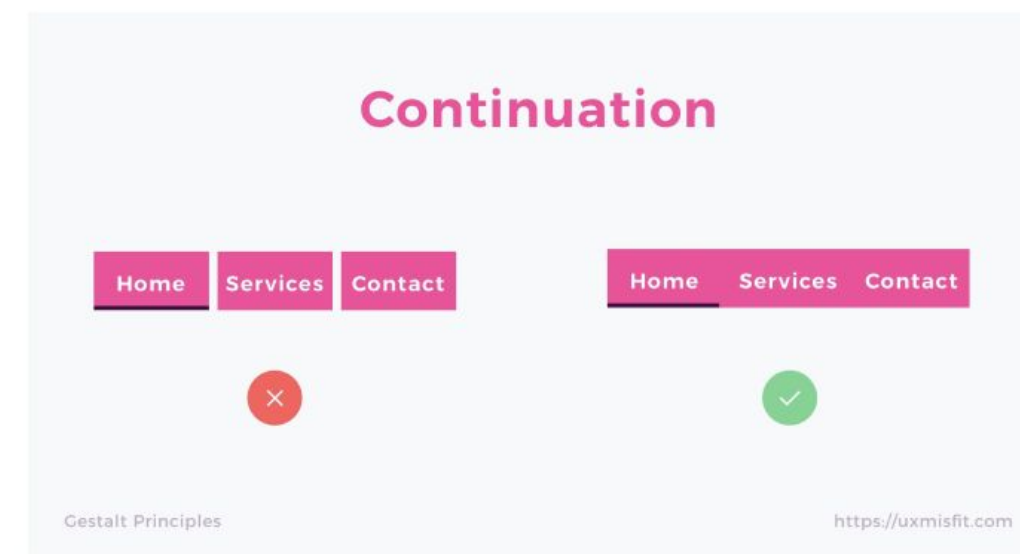 Continuation
Home Services Contact
Home Services Contact
Gestalt Principles
https://uxmisfit.com